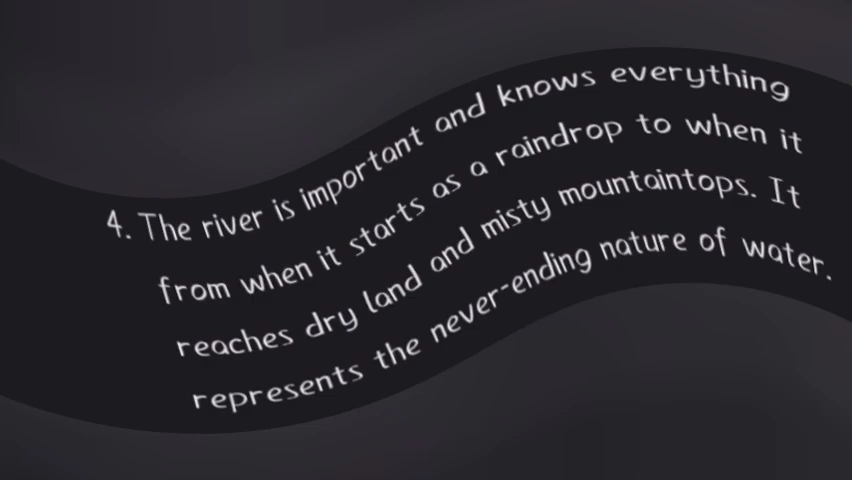 4. The river is important and knows everything
from when it starts as a raindrop to when it
reaches dry land and misty mountaintops. It
represents the never-ending nature of water.